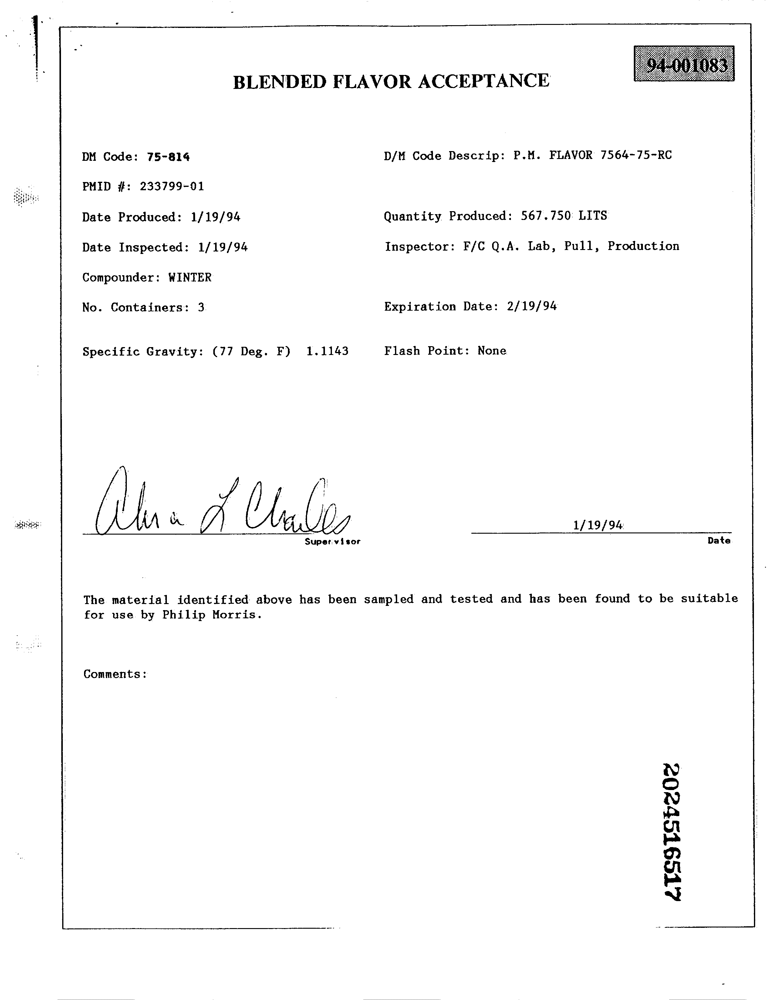 94-001083
BLENDED FLAVOR ACCEPTANCE
DM Code: 75-814 D/M Code Descrip: P.M. FLAVOR 7564-75-RC
PMID #: 233799-01
Date Produced: 1/19/94 Quantity Produced: 567.750 LITS
Date Inspected: 1/19/94 Inspector: F/C Q.A. Lab, Pull, Production
Compounder: WINTER
No. Containers: 3 Expiration Date: 2/19/94
Specific Gravity: (77 Deg. F) 1.1143 Flash Point: None
L Charles 1/19/94
Supervisor Date
The material identified above has been sampled and tested and has been found to be suitable
for use by Philip Morris.
Comments:
2024516517